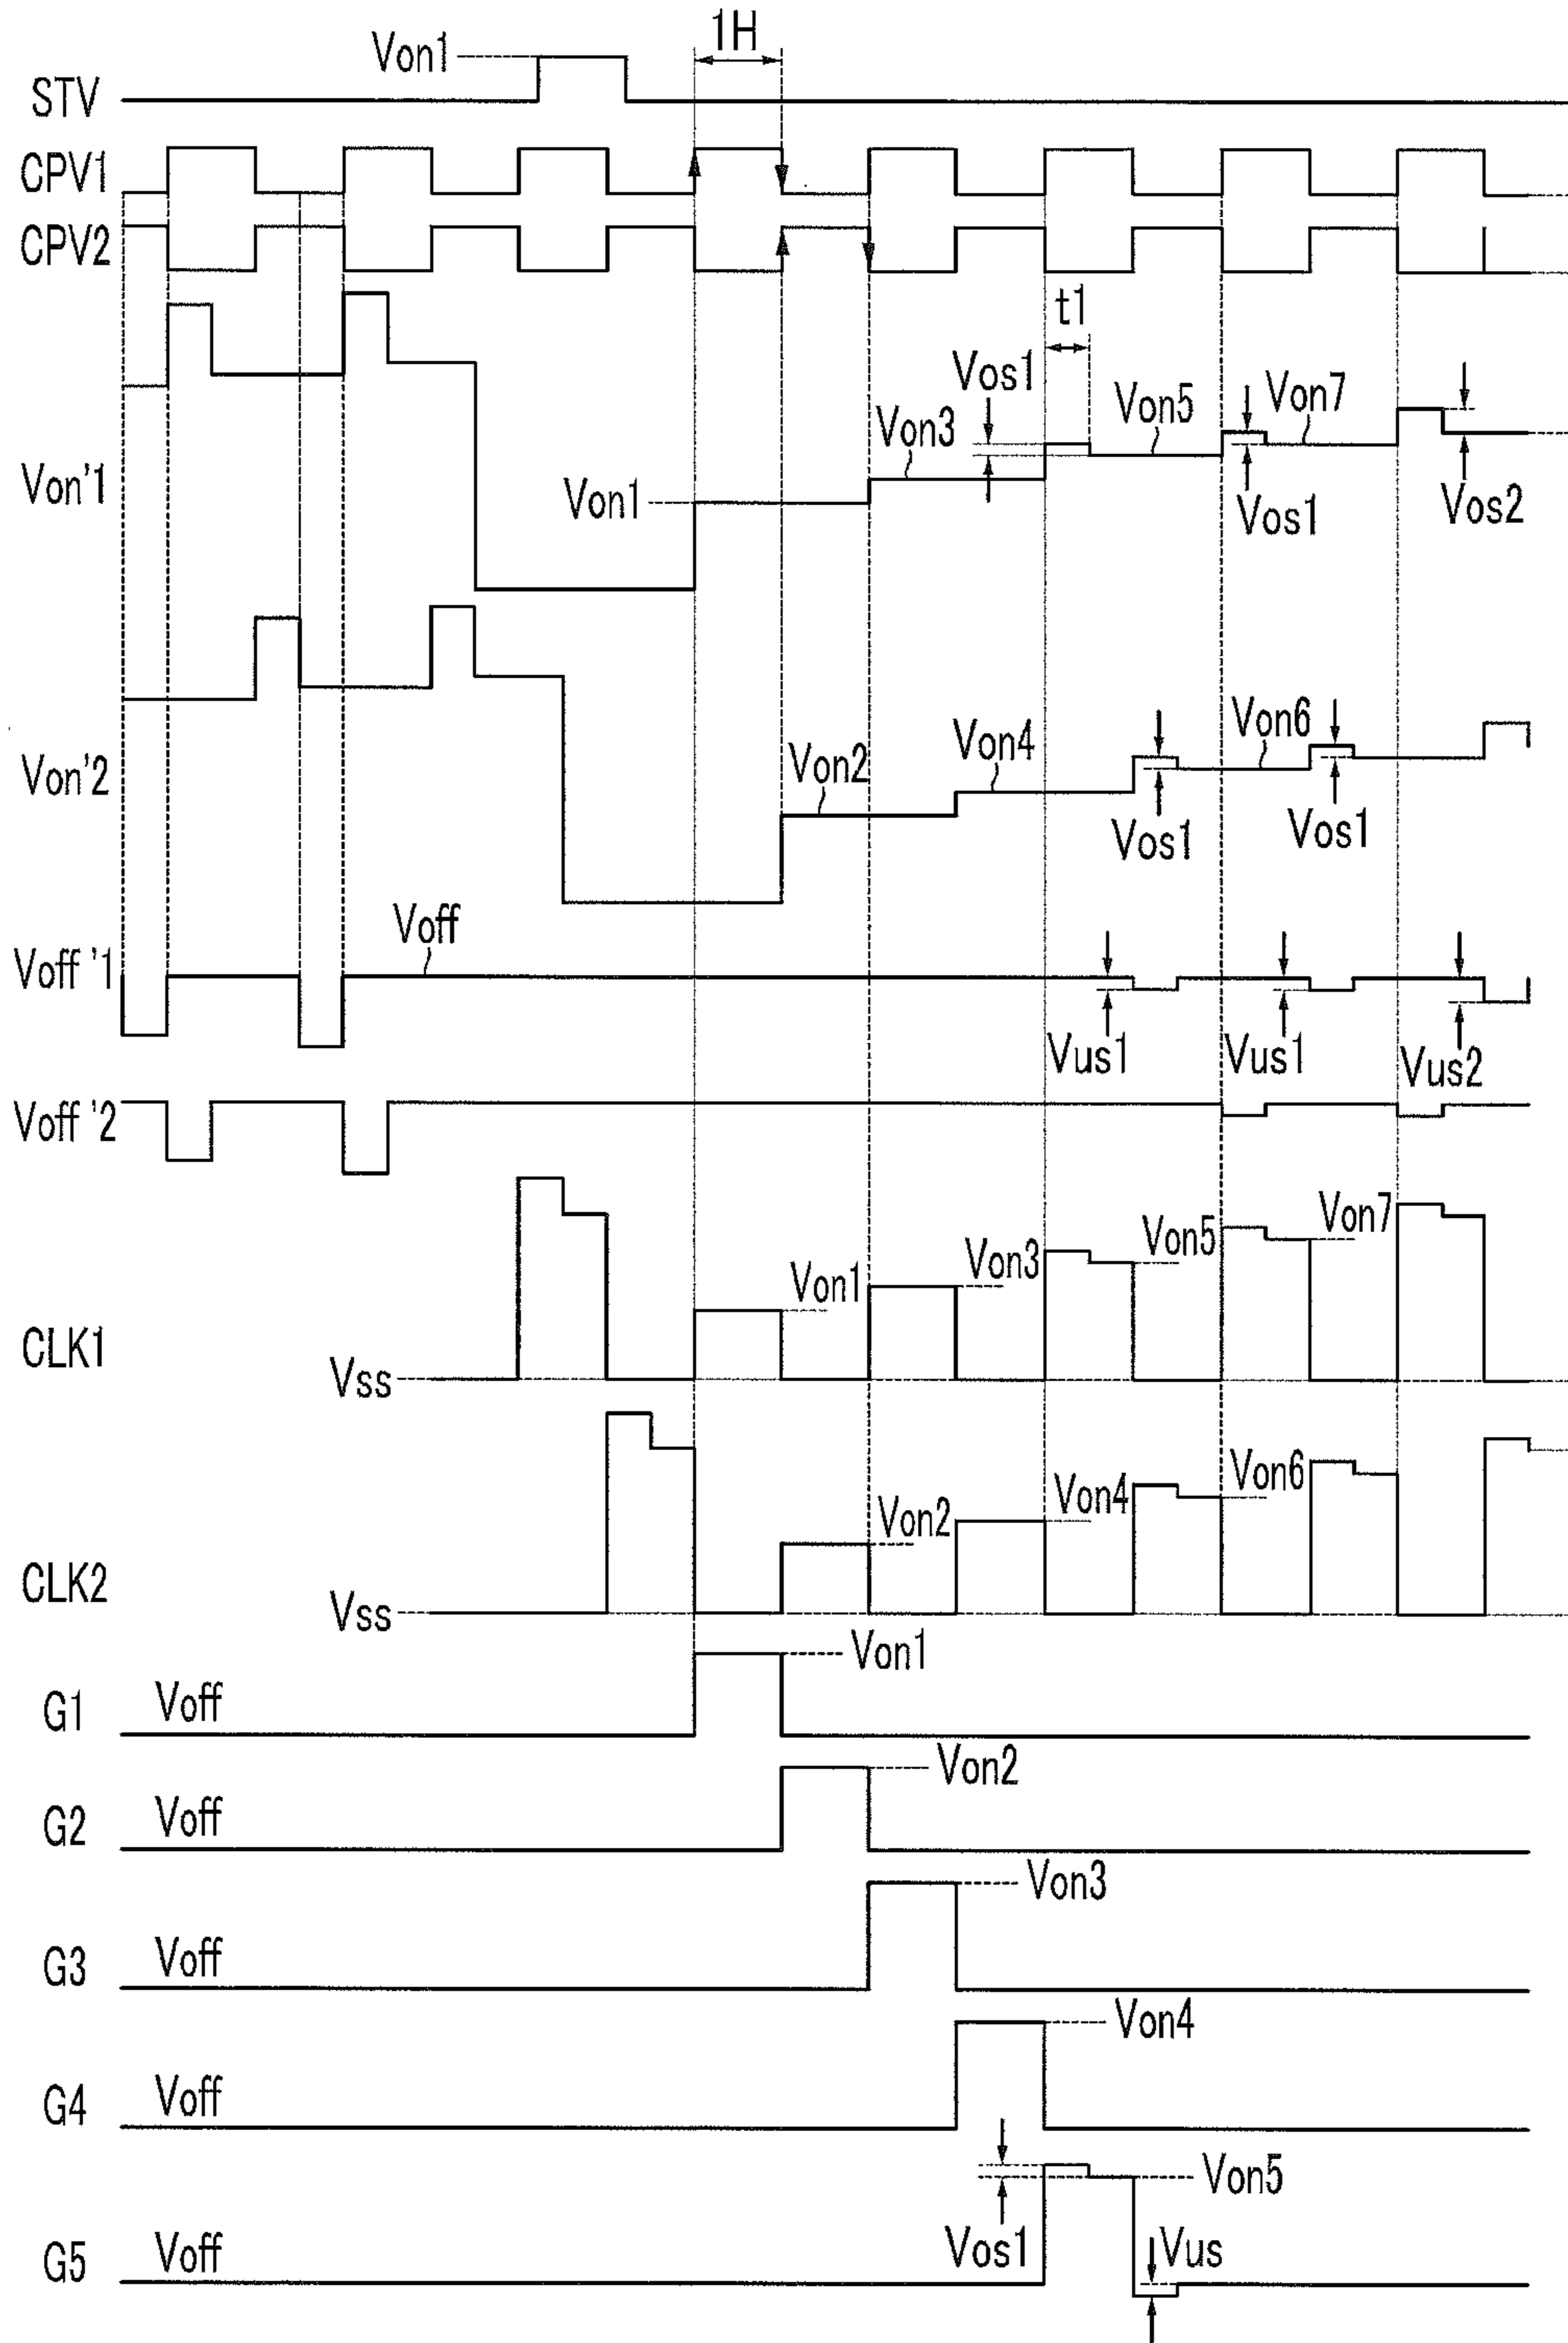 1H
Von1
STV
CPV1
CPV2
t1
Vos1
Von3
Von5
Von7
Von'1
Von1
Vos1
Vos2
Von'2
Von2
Von4
Von6
Vos1
Vos1
Voff
Voff '1
Vus1
Vus1
Vus2
Voff '2
Von1
Von3
Von5
Von7
CLK1
Vss
Von2
Von4
Von6
CLK2
Vss
Von1
G1
Voff
Von2
G2
Voff
Von3
G3
Voff
Von4
G4
Voff
Von5
Vos1
Vus
G5
Voff